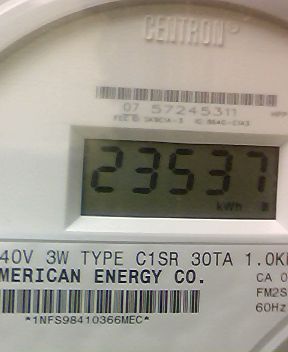 CENTRON®
07 57245311
23537
kWh
40V 3W TYPE C1SR 30TA 1.0K
MERICAN ENERGY CO.
CA 0
FM2S
60Hz
*1NFS98410366MEC*